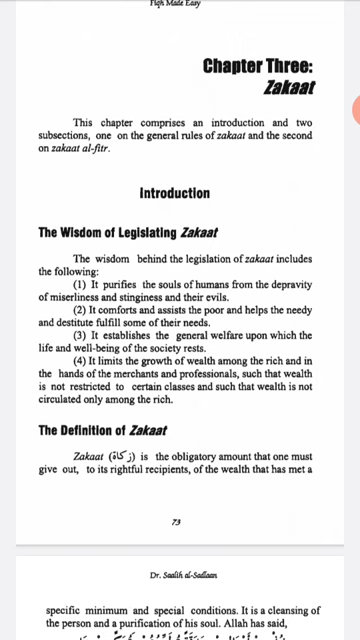 Fiqh Made Easy
Chapter Three:
Zakaat
This chapter comprises an introduction and two
subsections, one on the general rules of zakaat and the second
on zakaat al-fitr.
Introduction
The Wisdom of Legislating Zakaat
The wisdom behind the legislation of zakaat includes
the following:
(1) It purifies the souls of humans from the depravity
of miserliness and stinginess and their evils.
(2) It comforts and assists the poor and helps the needy
and destitute fulfill some of their needs.
(3) It establishes the general welfare upon which the
life and well-being of the society rests.
(4) It limits the growth of wealth among the rich and in
the hands of the merchants and professionals, such that wealth
is not restricted to certain classes and such that wealth is not
circulated only among the rich.
The Definition of Zakaat
Zakaat (زكاة) is the obligatory amount that one must
give out, to its rightful recipients, of the wealth that has met a
73
Dr. Saalih al-Sadlaan
specific minimum and special conditions. It is a cleansing of
the person and a purification of his soul. Allah has said,